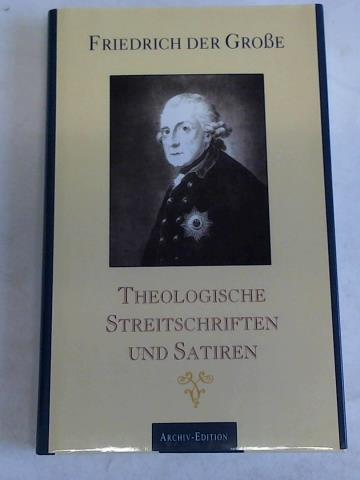 FRIEDRICH DER GROßE
THEOLOGISCHE
STREITSCHRIFTEN
UND SATIREN
ARCHIV-EDITION